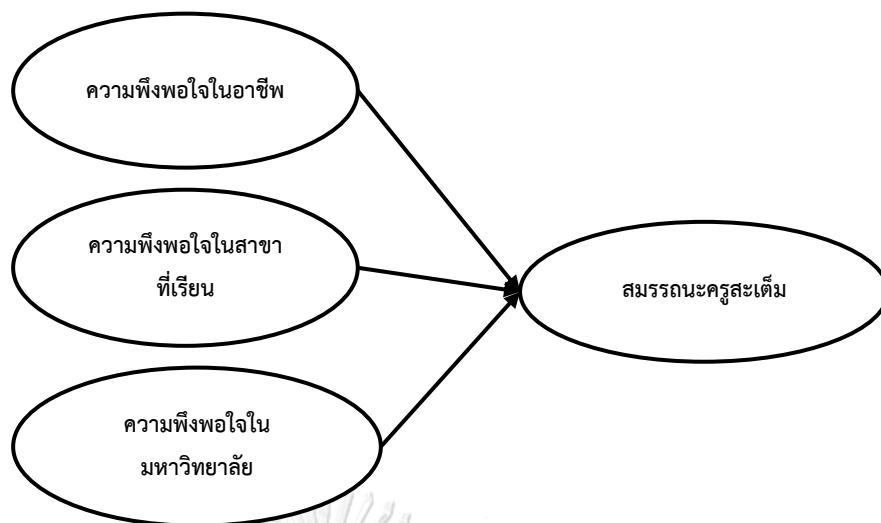 ความพึงพอใจในอาชีพ
ความพึงพอใจในสาขา
ที่เรียน
สมรรถนะครูสะเต็ม
ความพึงพอใจใน
มหาวิทยาลัย